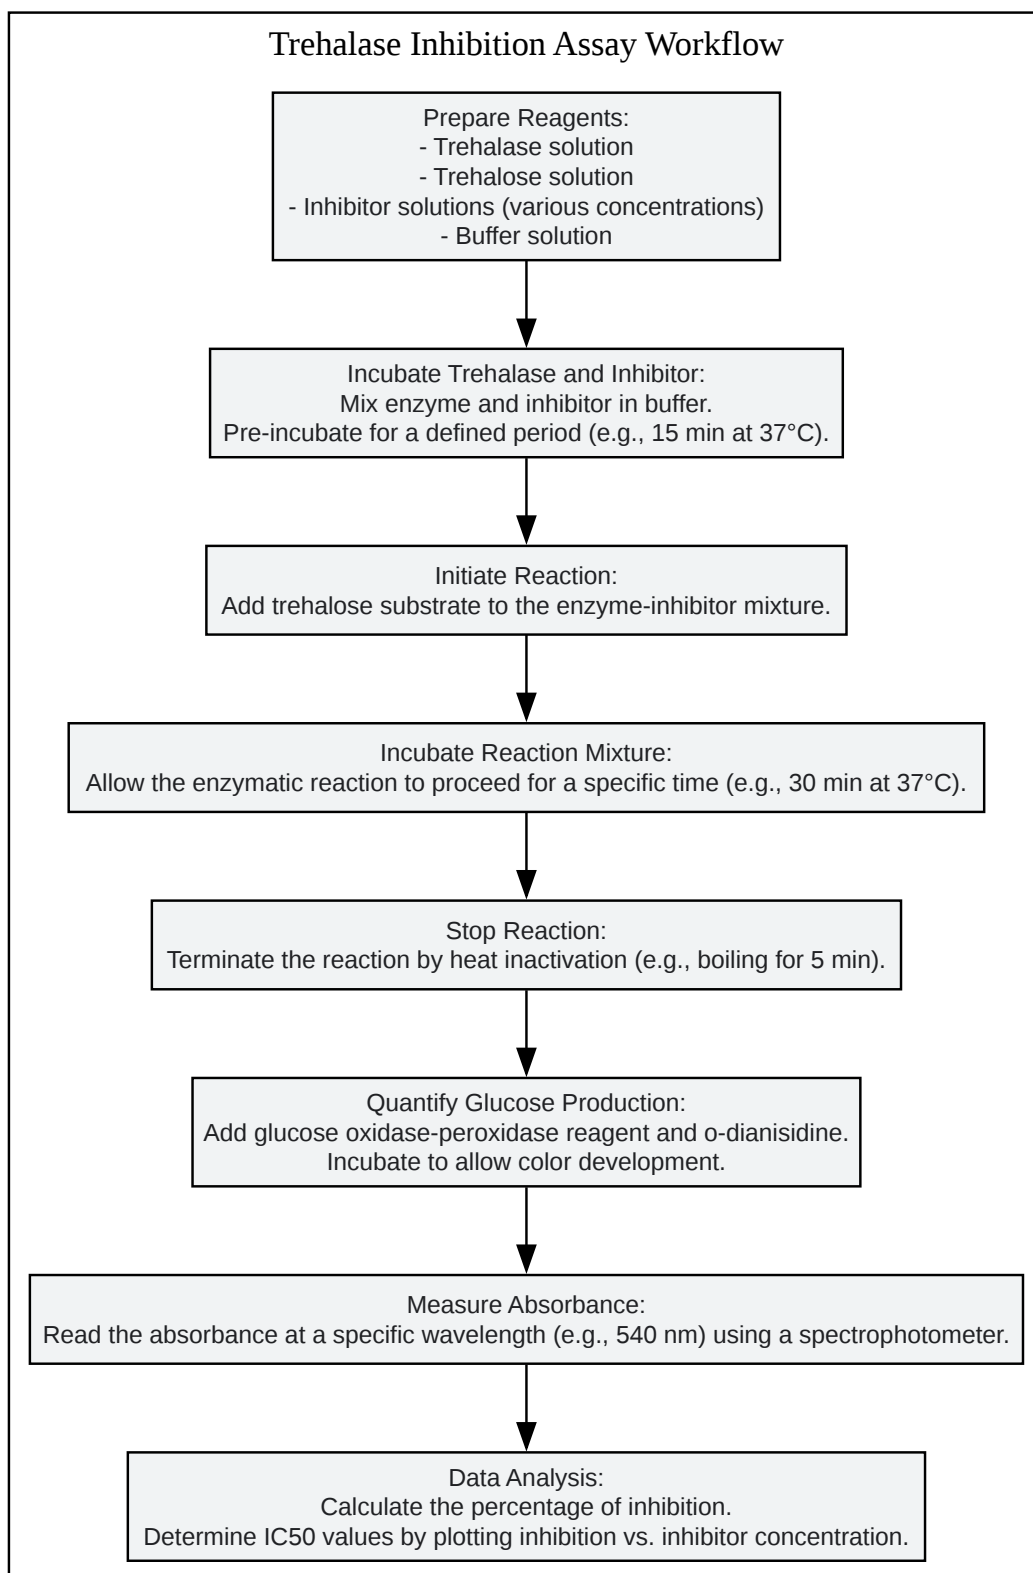 Trehalase Inhibition Assay Workflow
Prepare Reagents:
- Trehalase solution
- Trehalose solution
- Inhibitor solutions (various concentrations)
- Buffer solution
Incubate Trehalase and Inhibitor:
Mix enzyme and inhibitor in buffer.
Pre-incubate for a defined period (e.g., 15 min at 37°C).
Initiate Reaction:
Add trehalose substrate to the enzyme-inhibitor mixture.
Incubate Reaction Mixture:
Allow the enzymatic reaction to proceed for a specific time (e.g., 30 min at 37°C).
Stop Reaction:
Terminate the reaction by heat inactivation (e.g., boiling for 5 min).
Quantify Glucose Production:
Add glucose oxidase-peroxidase reagent and o-dianisidine.
Incubate to allow color development.
Measure Absorbance:
Read the absorbance at a specific wavelength (e.g., 540 nm) using a spectrophotometer.
Data Analysis:
Calculate the percentage of inhibition.
Determine IC50 values by plotting inhibition vs. inhibitor concentration.